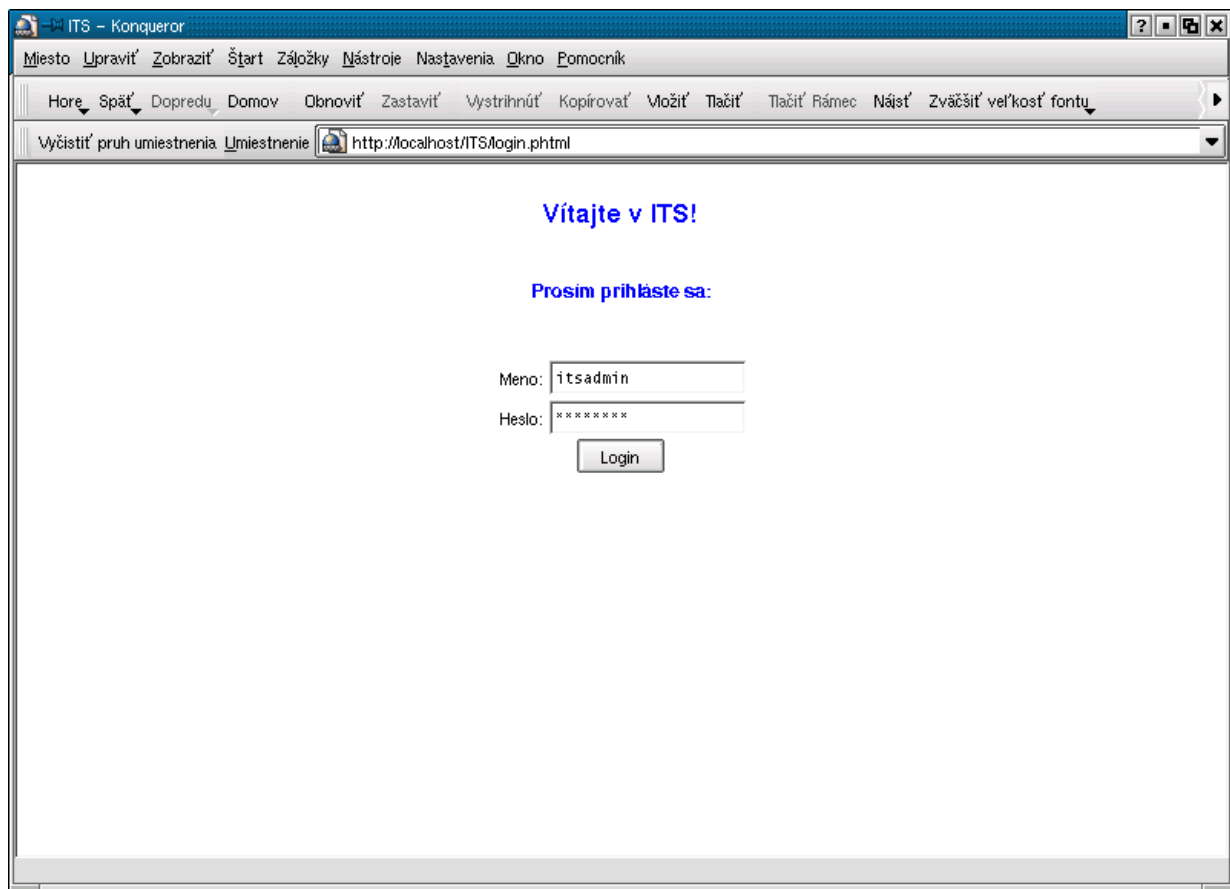 ITS – Konqueror
Miesto Upraviť Zobraziť Štart Záložky Nástroje Nastavenia Okno Pomocník
Hore Späť Dopredu Domov Obnoviť Zastaviť Vystrihnúť Kopírovať Vložiť Tlačiť Tlačiť Rámec Nájsť Zväčšiť veľkosť fontu
Vyčistiť pruh umiestnenia Umiestnenie http://localhost/ITS/login.phtml
Vítajte v ITS!
Prosím prihláste sa:
Meno: itsadmin
Heslo: ********
Login